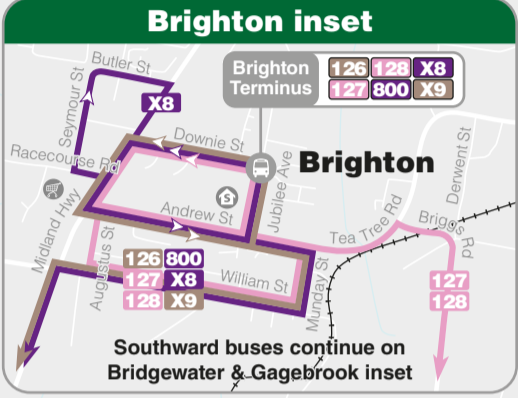 Brighton inset
Butler St
Seymour St
X8
Brighton
Terminus
126 128 X8
127 800 X9
Downie St
Racecourse Rd
Brighton
Jubilee Ave
Derwent St
Andrew St
Midland Hwy
Augustus St
Tea Tree Rd
Briggs Rd
126 800
127 X8
128 X9
William St
Munday St
127
128
Southward buses continue on
Bridgewater & Gagebrook inset